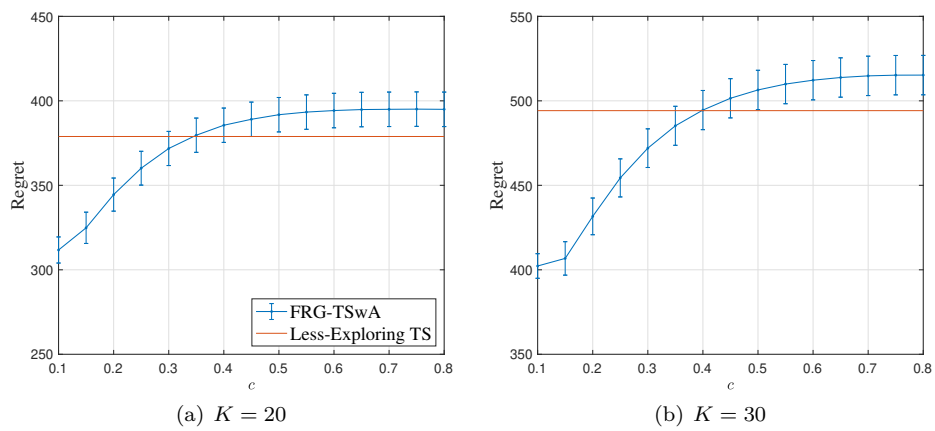 450
400
350
300
250
Regret
0.1 0.2 0.3 0.4 0.5 0.6 0.7 0.8
c
FRG-TSwA
Less-Exploring TS
(a) K = 20
550
500
450
400
350
Regret
0.1 0.2 0.3 0.4 0.5 0.6 0.7 0.8
c
(b) K = 30